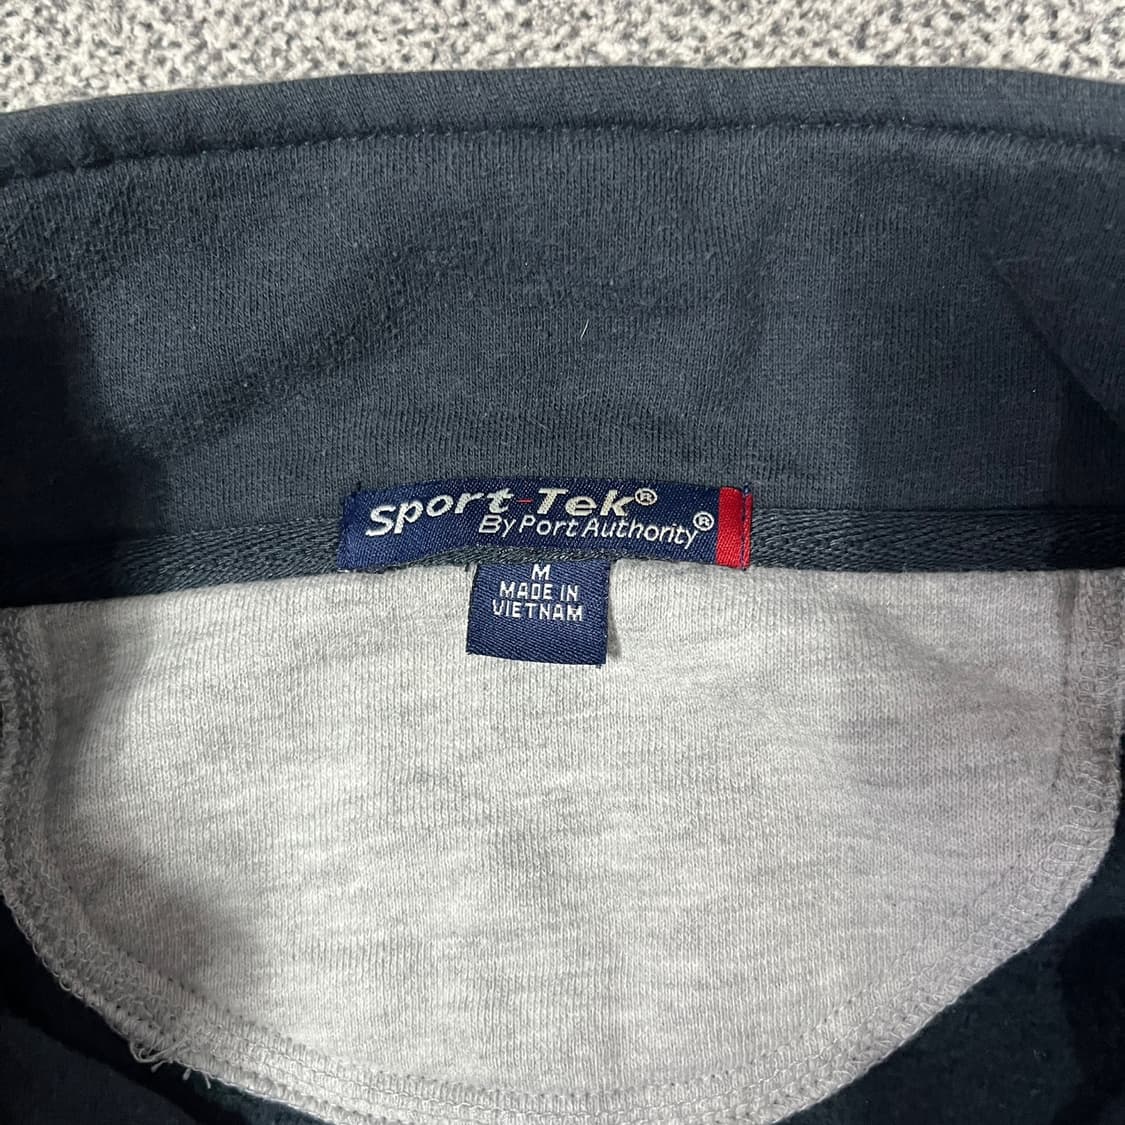 Sport-Tek®
By Port Authority®
M
MADE IN
VIETNAM